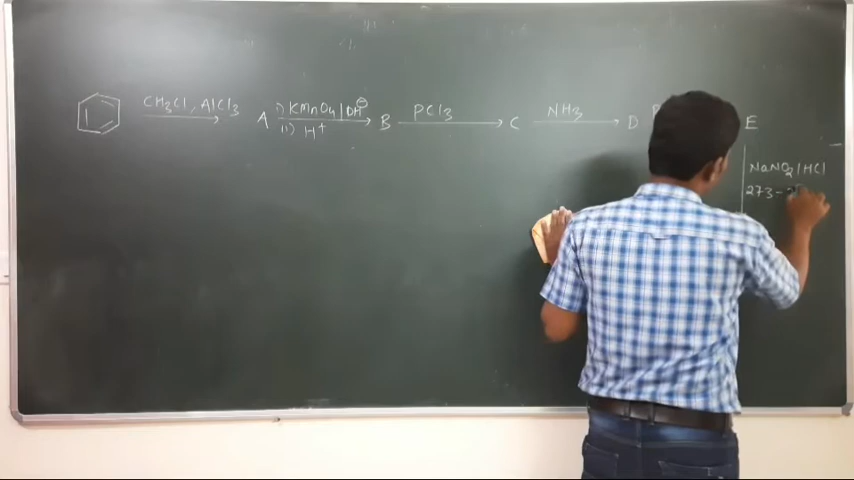 CH3Cl, AlCl3 A i) KMnO4/OH⊖ B PCl3 C NH3 D E
ii) H+
NaNO2/HCl
273-